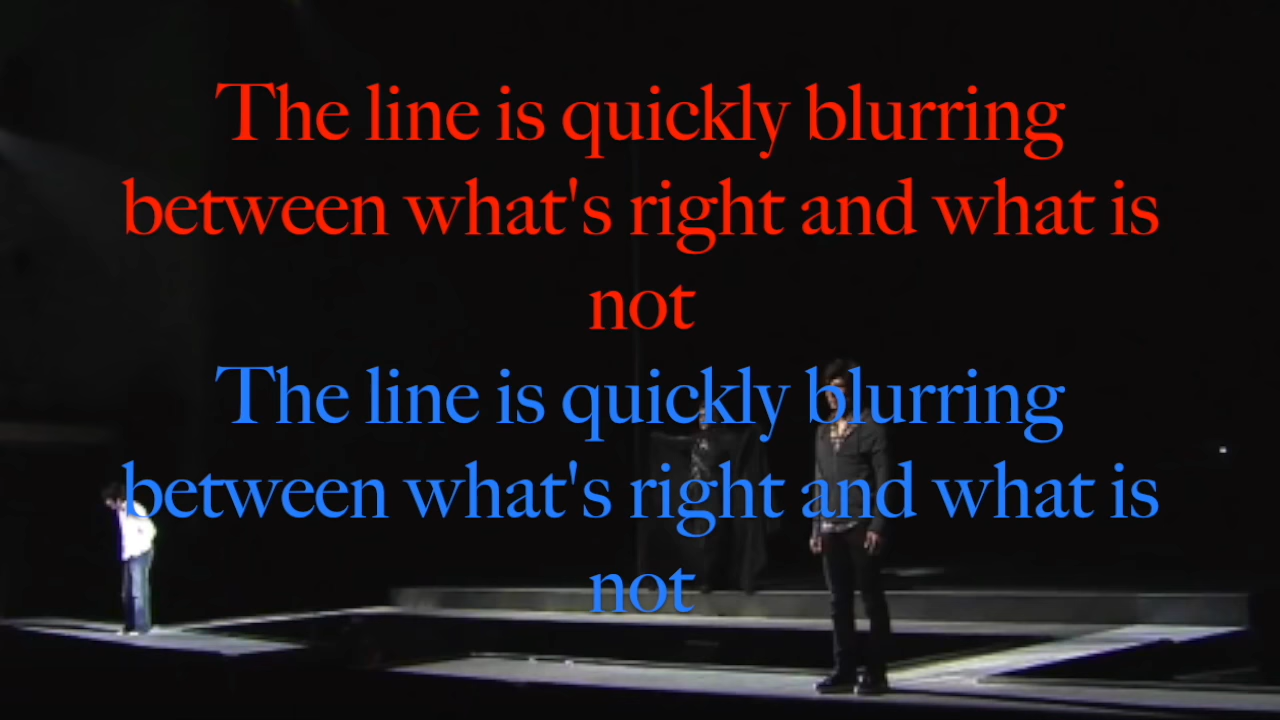 The line is quickly blurring
between what's right and what is
not
The line is quickly blurring
between what's right and what is
not